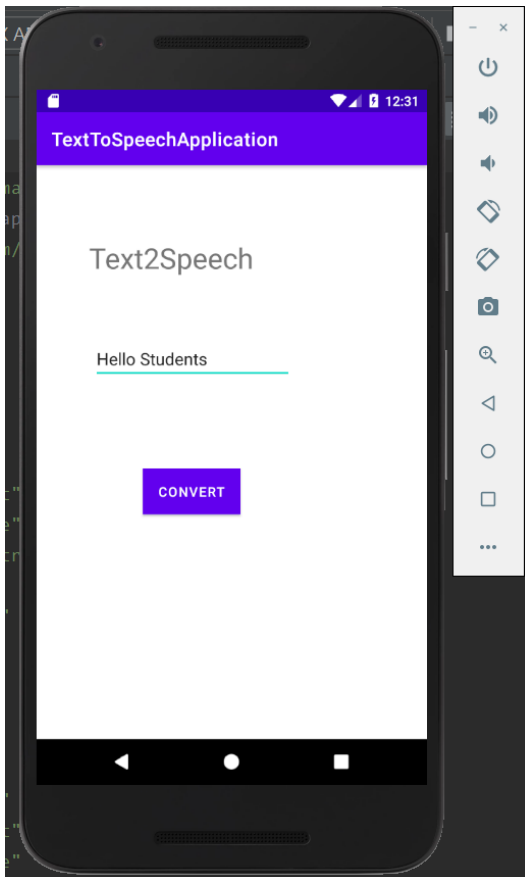 12:31
TextToSpeechApplication
Text2Speech
Hello Students
CONVERT